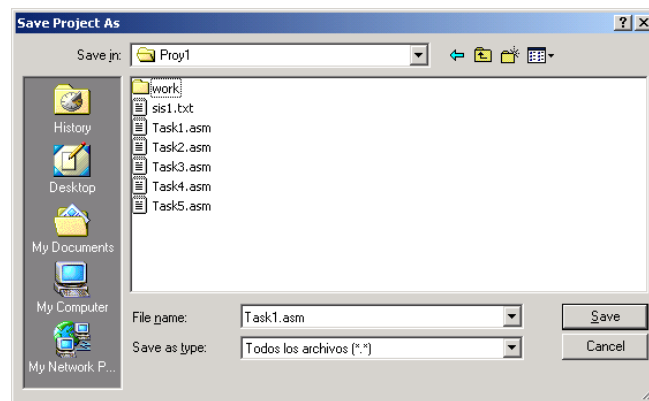 Save Project As
Save in: Proy1
History
Desktop
My Documents
My Computer
My Network P...
work
sis1.txt
Task1.asm
Task2.asm
Task3.asm
Task4.asm
Task5.asm
File name: Task1.asm Save
Save as type: Todos los archivos (*.*) Cancel